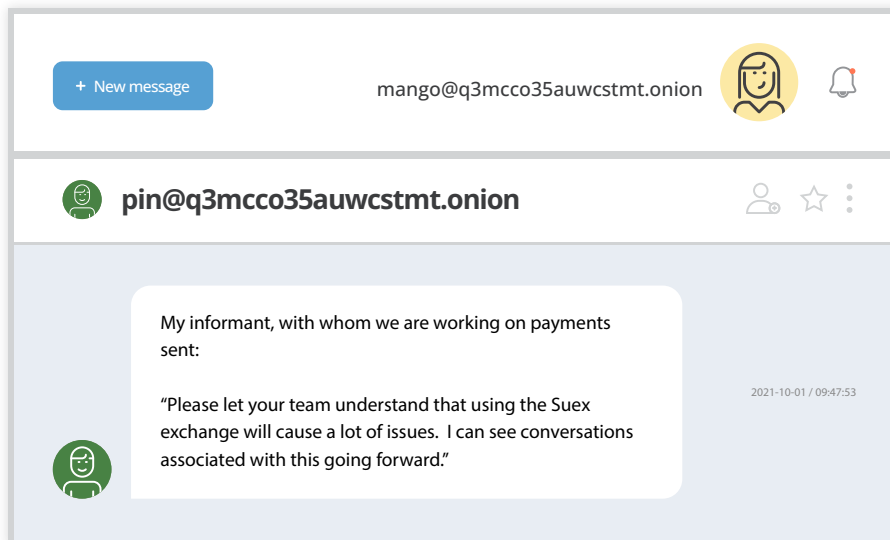 + New message
mango@q3mcco35auwcstmt.onion
pin@q3mcco35auwcstmt.onion
My informant, with whom we are working on payments
sent:
“Please let your team understand that using the Suex
exchange will cause a lot of issues.  I can see conversations
associated with this going forward.”
2021-10-01 / 09:47:53